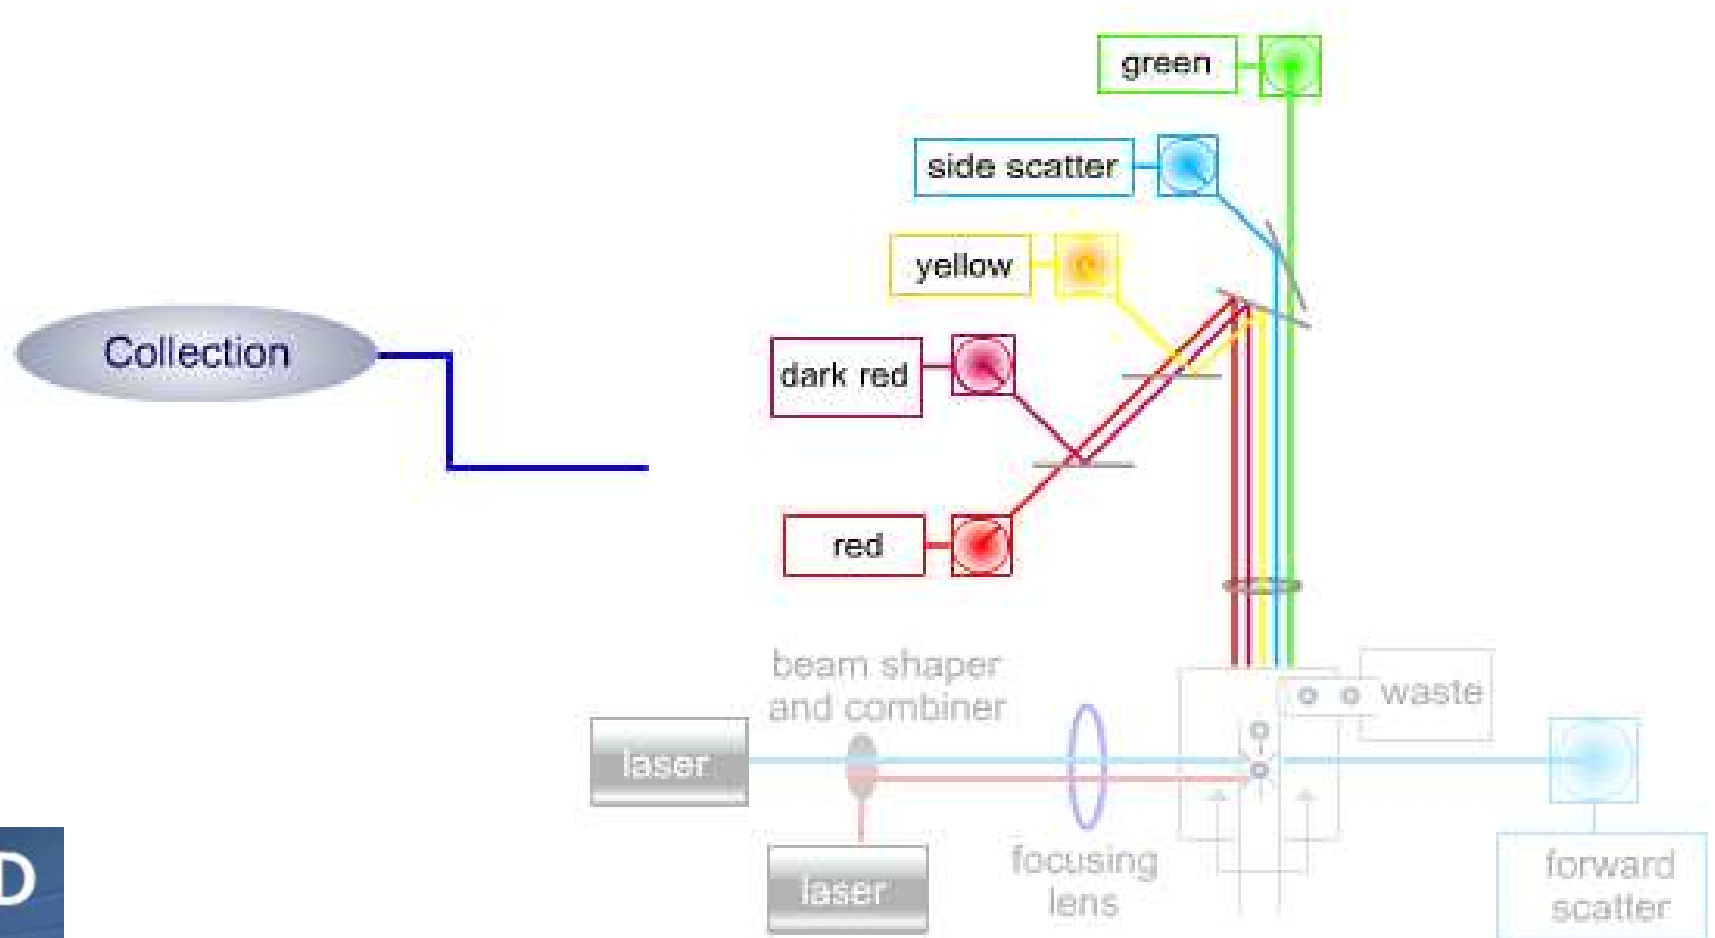 green
side scatter
yellow
Collection
dark red
red
beam shaper
and combiner
waste
laser
laser
focusing
lens
forward
scatter
D